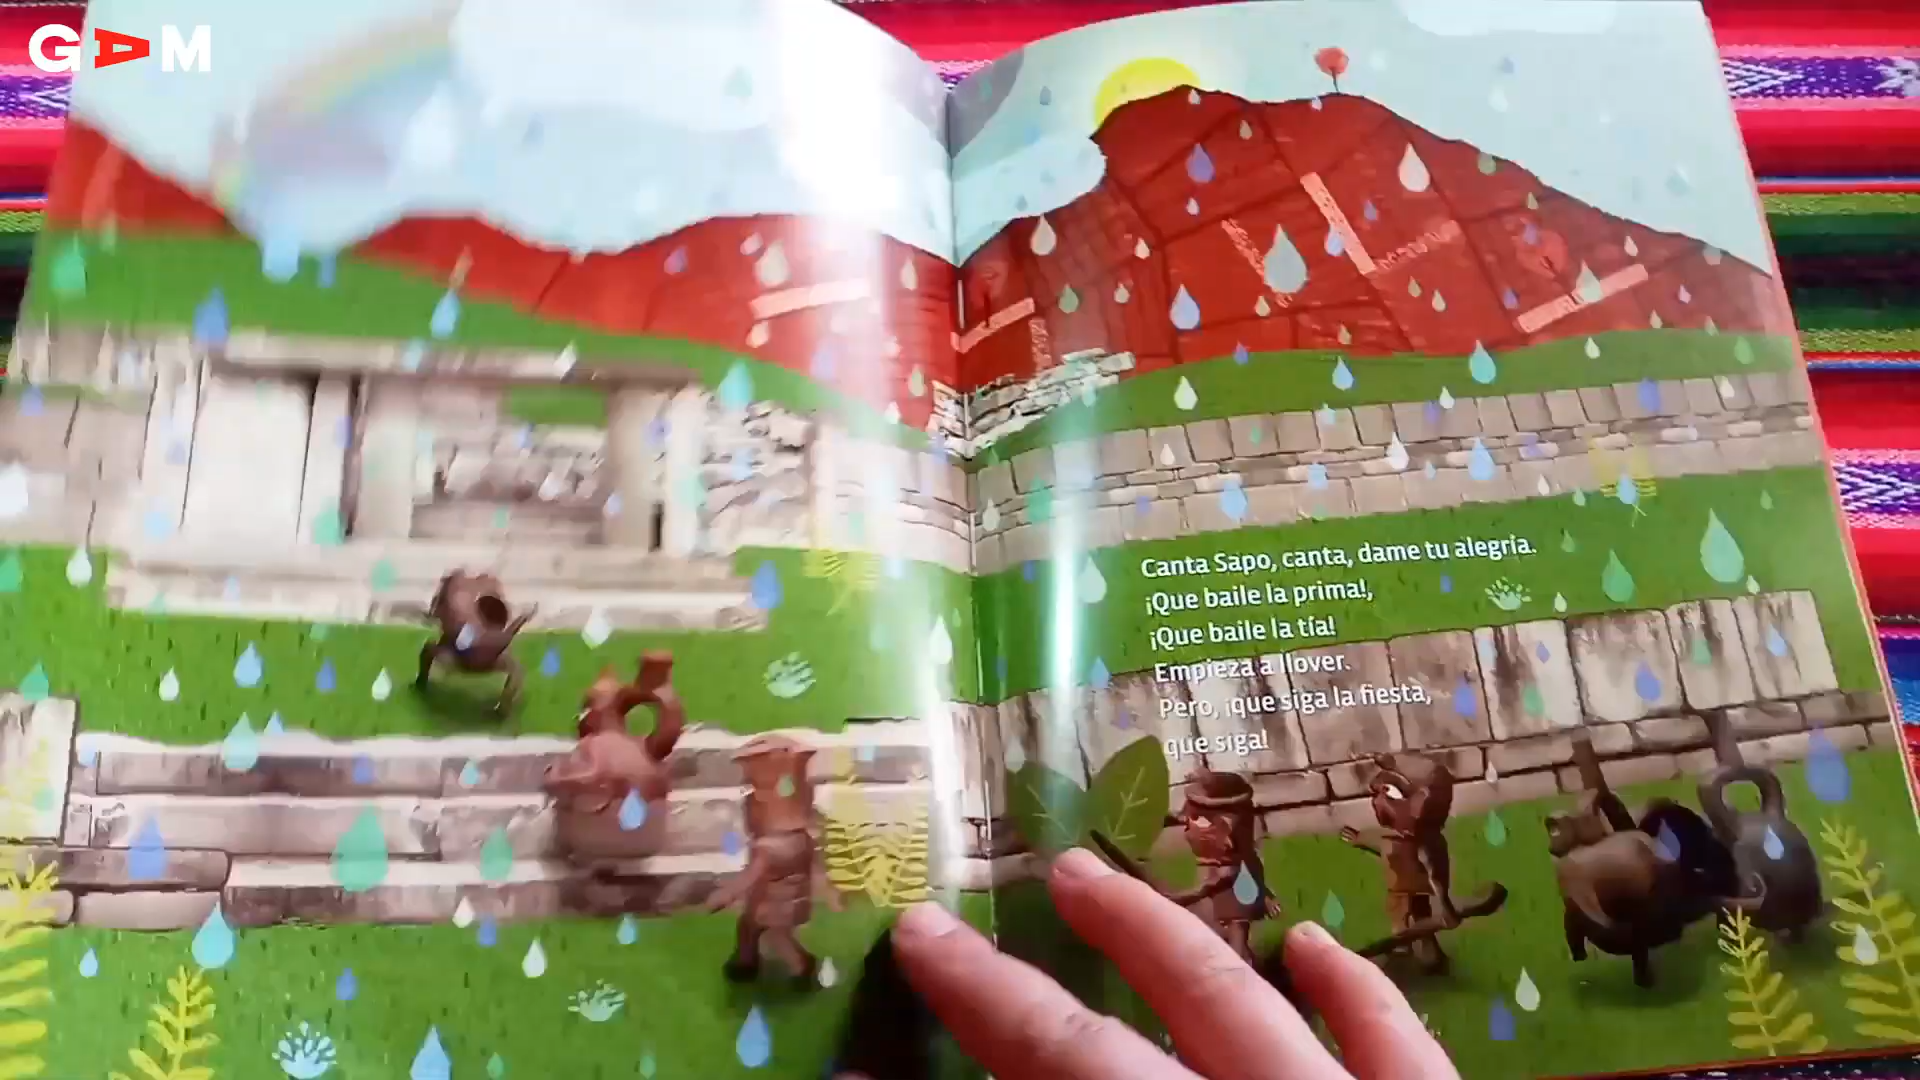 GAM
Canta Sapo, canta, dame tu alegría.
¡Que baile la prima!,
¡Que baile la tía!
Empieza a llover.
Pero, ¡que siga la fiesta,
que siga!